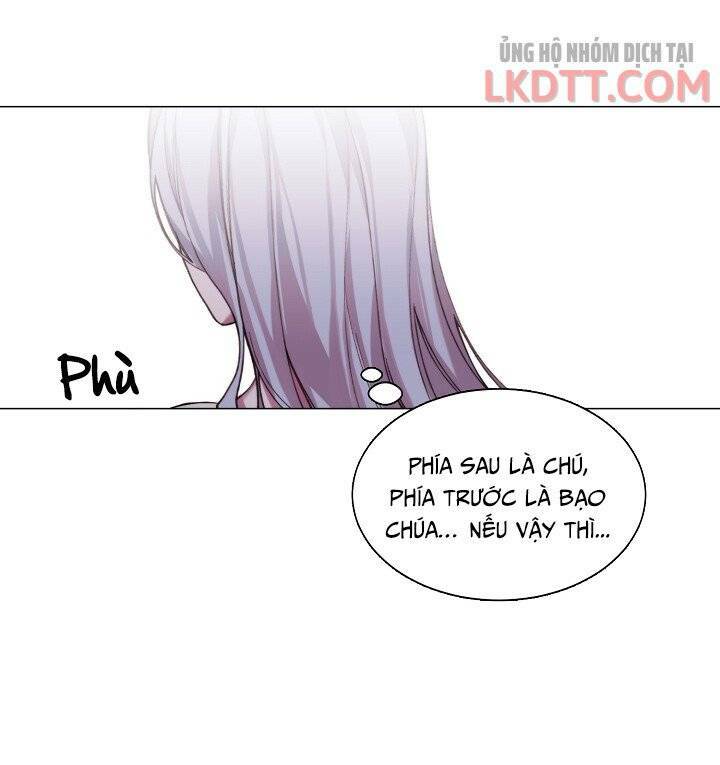 ỦNG HỘ NHÓM DỊCH TẠI
LKDTT.COM
Phù
PHÍA SAU LÀ CHÚ,
PHÍA TRƯỚC LÀ BẠO
CHÚA... NẾU VẬY THÌ...